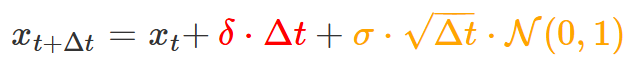 x_{t+Δt} = x_t + δ · Δt + σ · √Δt · 𝒩(0, 1)